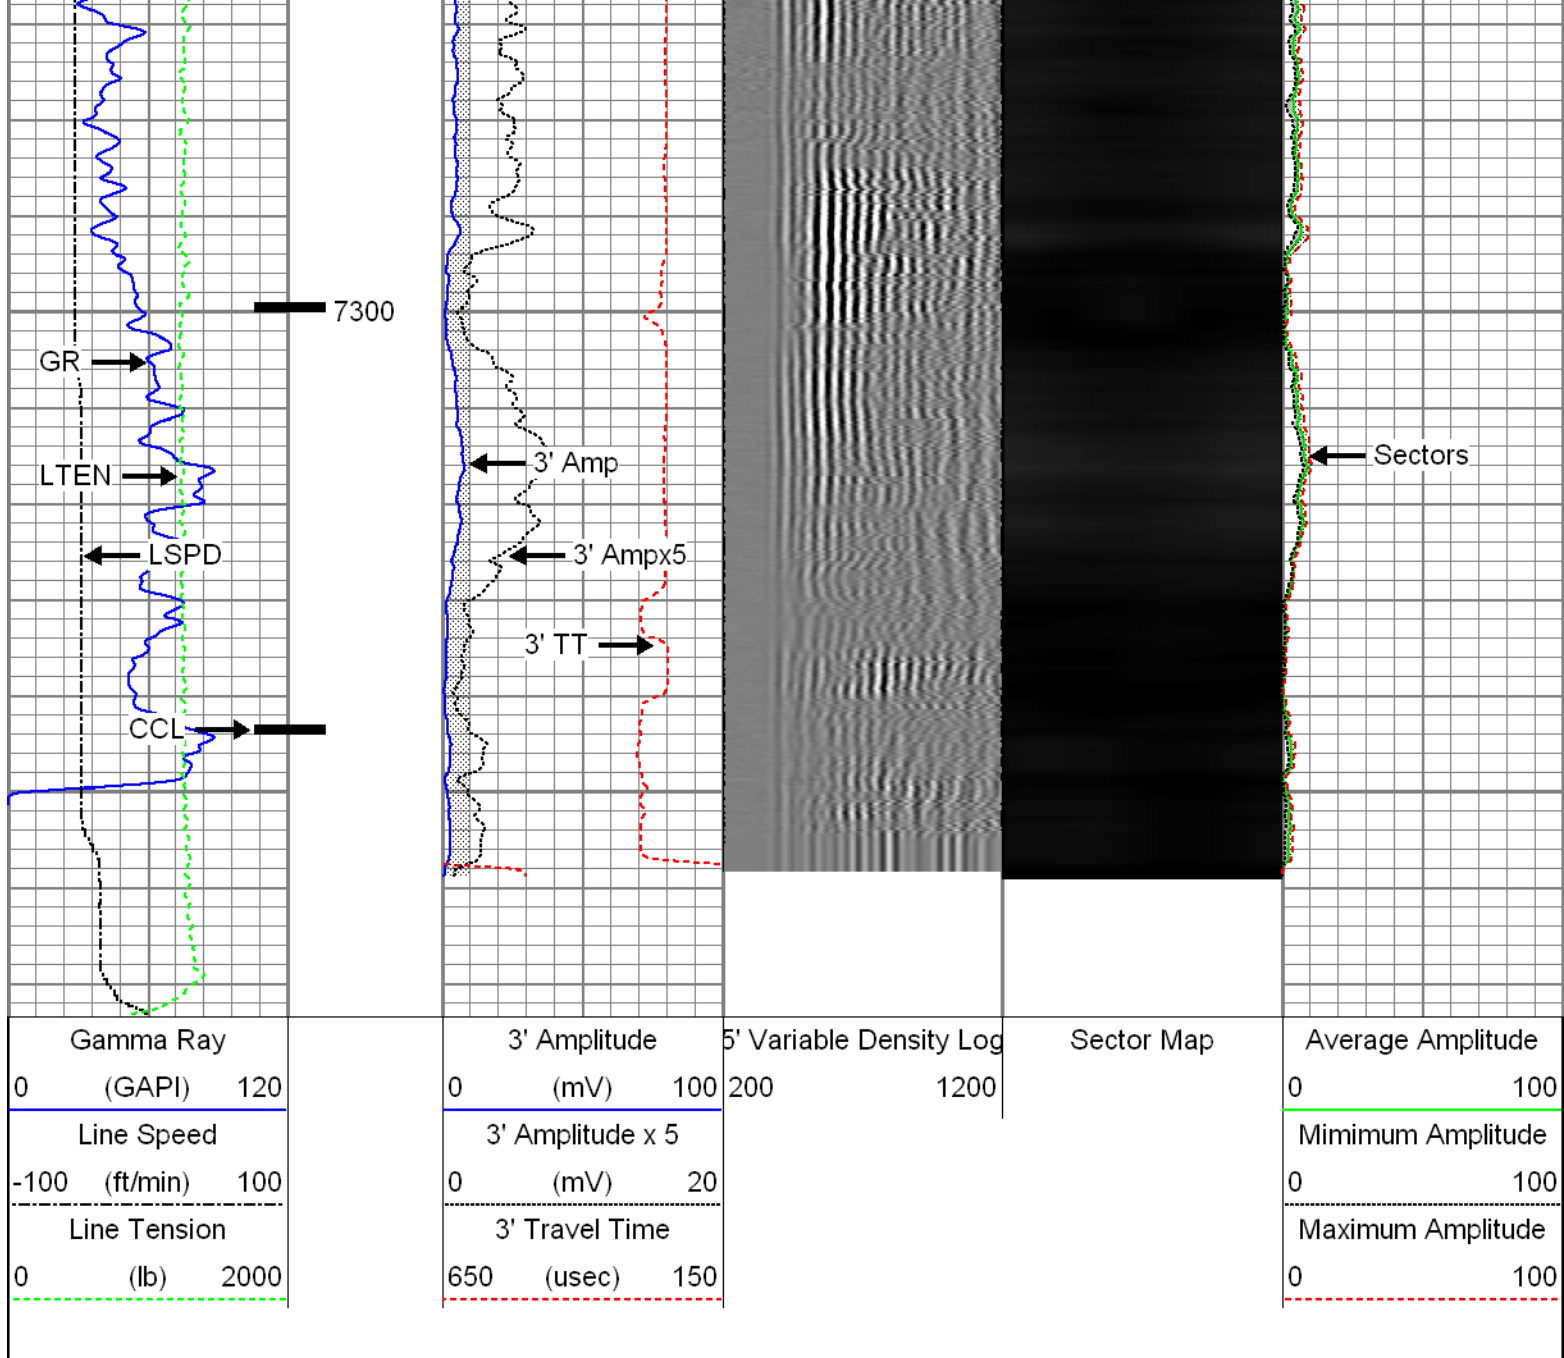 7300
GR
3' Amp
Sectors
LTEN
LSPD
3' Ampx5
3' TT
CCL
Gamma Ray
0 (GAPI) 120
Line Speed
-100 (ft/min) 100
Line Tension
0 (lb) 2000
3' Amplitude
0 (mV) 100
3' Amplitude x 5
0 (mV) 20
3' Travel Time
650 (usec) 150
5' Variable Density Log
200 1200
Sector Map
Average Amplitude
0 100
Mimimum Amplitude
0 100
Maximum Amplitude
0 100